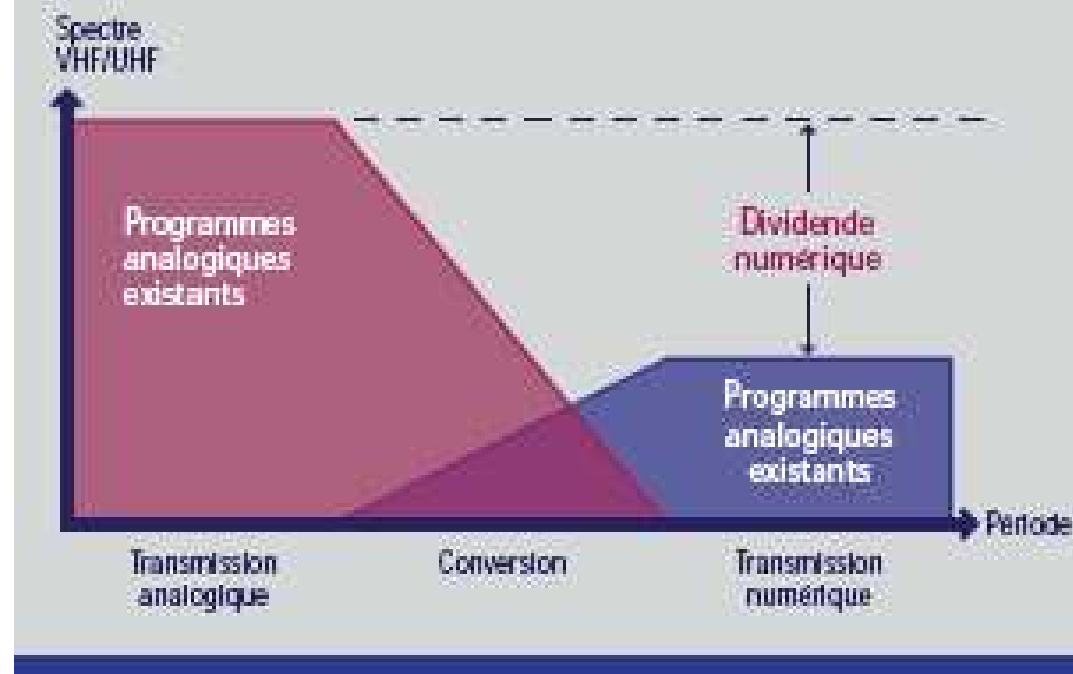 Spectre
VHF/UHF
Programmes
analogiques
existants
Dividende
numérique
Programmes
analogiques
existants
Période
Transmission
analogique
Conversion
Transmission
numérique